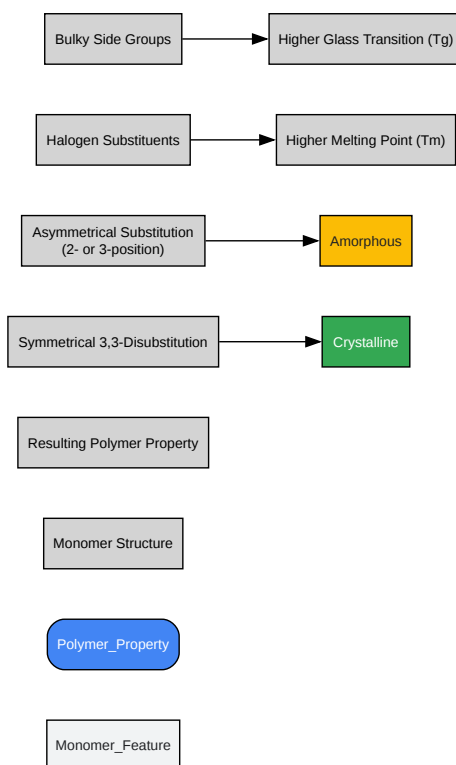 Bulky Side Groups
Higher Glass Transition (Tg)
Halogen Substituents
Higher Melting Point (Tm)
Asymmetrical Substitution
(2- or 3-position)
Amorphous
Symmetrical 3,3-Disubstitution
Crystalline
Resulting Polymer Property
Monomer Structure
Polymer_Property
Monomer_Feature